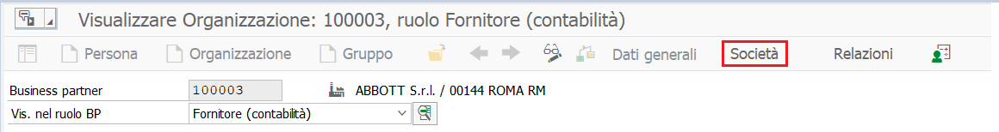 Visualizzare Organizzazione: 100003, ruolo Fornitore (contabilità)
Persona Organizzazione Gruppo Dati generali Società Relazioni
Business partner 100003 ABBOTT S.r.l. / 00144 ROMA RM
Vis. nel ruolo BP Fornitore (contabilità)